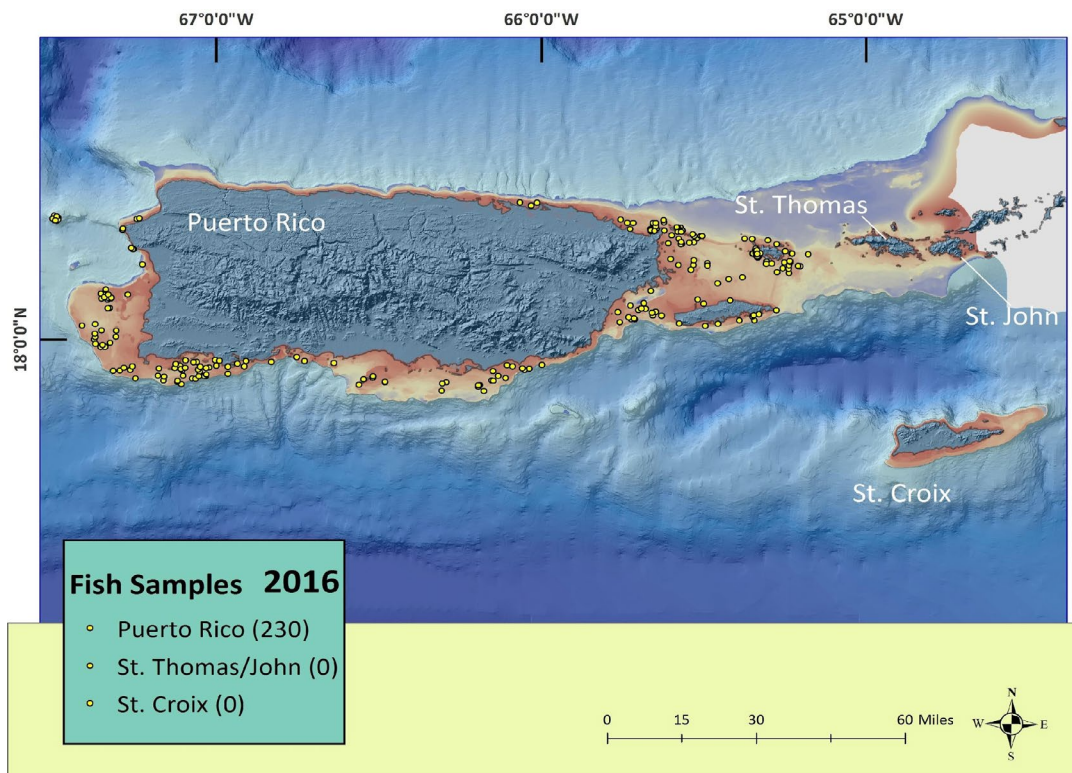 67°0'0"W 66°0'0"W 65°0'0"W
Puerto Rico
St. Thomas
St. John
18°0'0"N
St. Croix
Fish Samples 2016
Puerto Rico (230)
St. Thomas/John (0)
St. Croix (0)
0 15 30 60 Miles
N
W E
S